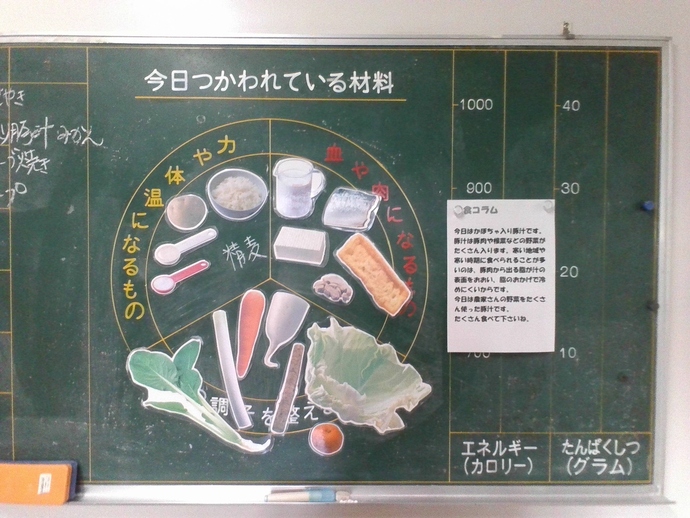 今日つかわれている材料
やき
豚汁 みかん
焼き
体や力
温になるもの
血や肉になるもの
精麦
調子を整え
1000
900
700
40
30
20
10
エネルギー
(カロリー)
たんぱくしつ
(グラム)
食コラム
今日はかぼちゃ入り豚汁です。
豚汁は豚肉や根菜などの野菜が
たくさん入ります。寒い地域や
寒い時期に食べられることが多
いのは、豚肉から出る脂が汁の
表面をおおい、脂のおかげで冷
めにくいからです。
今日は農家さんの野菜をたくさ
ん使った豚汁です。
たくさん食べて下さいね。